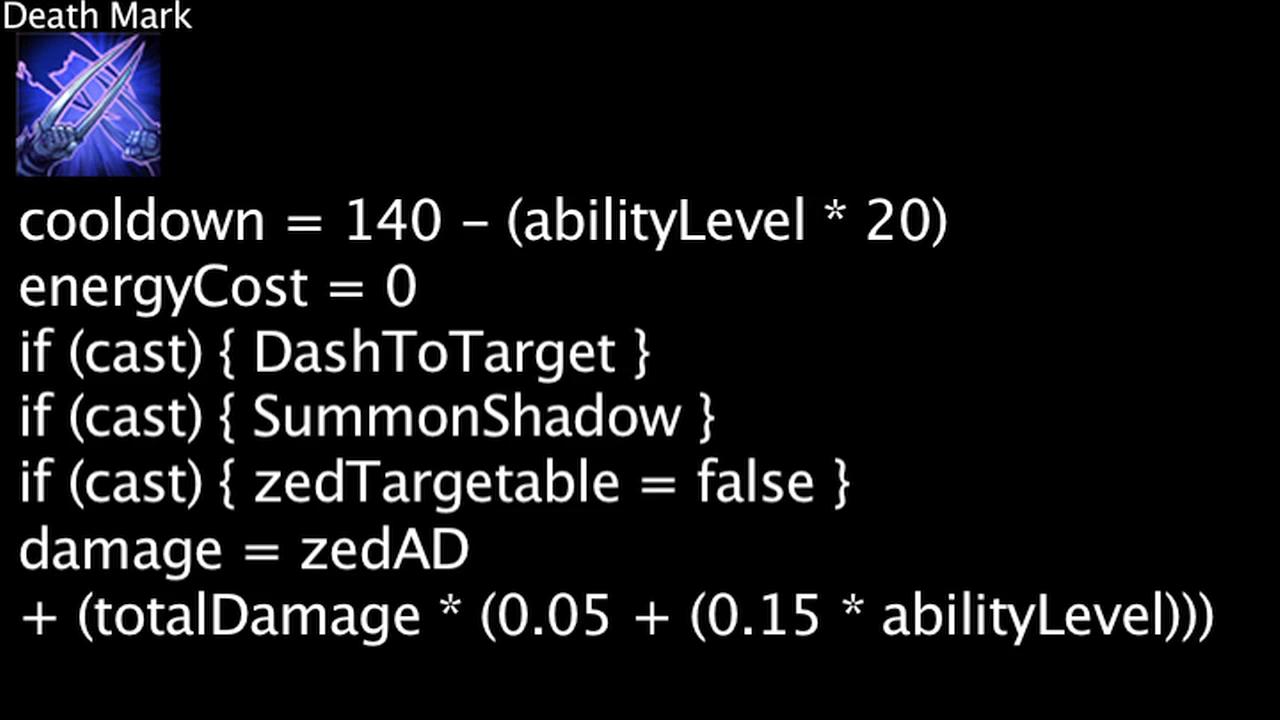 Death Mark
cooldown = 140 – (abilityLevel * 20)
energyCost = 0
if (cast) { DashToTarget }
if (cast) { SummonShadow }
if (cast) { zedTargetable = false }
damage = zedAD
+ (totalDamage * (0.05 + (0.15 * abilityLevel)))